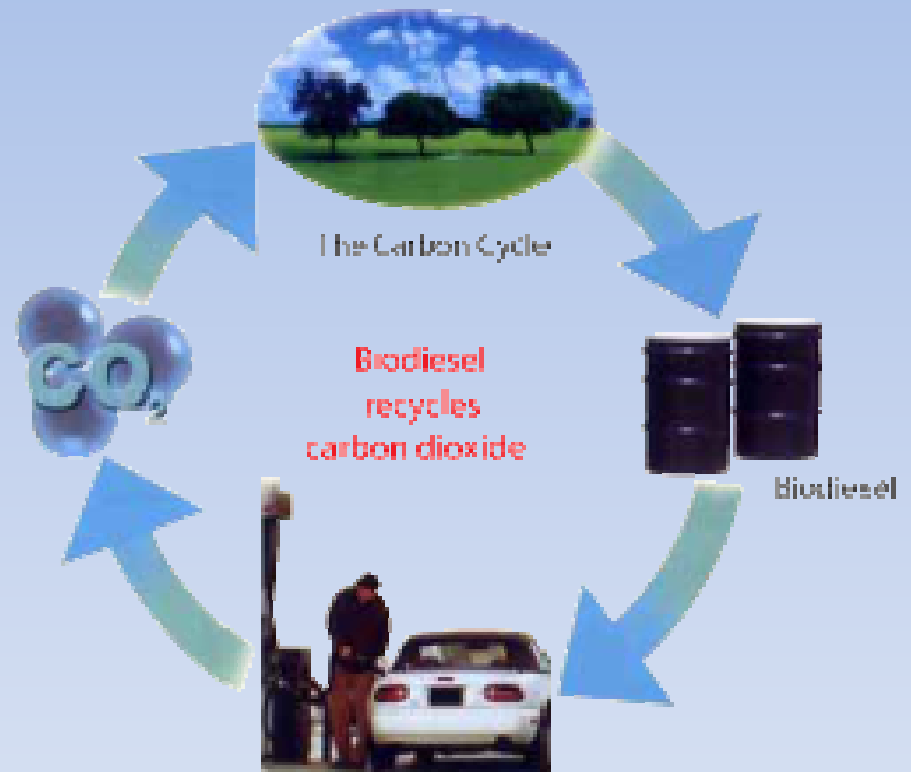 The Carbon Cycle
CO₂
Biodiesel
recycles
carbon dioxide
Biodiesel